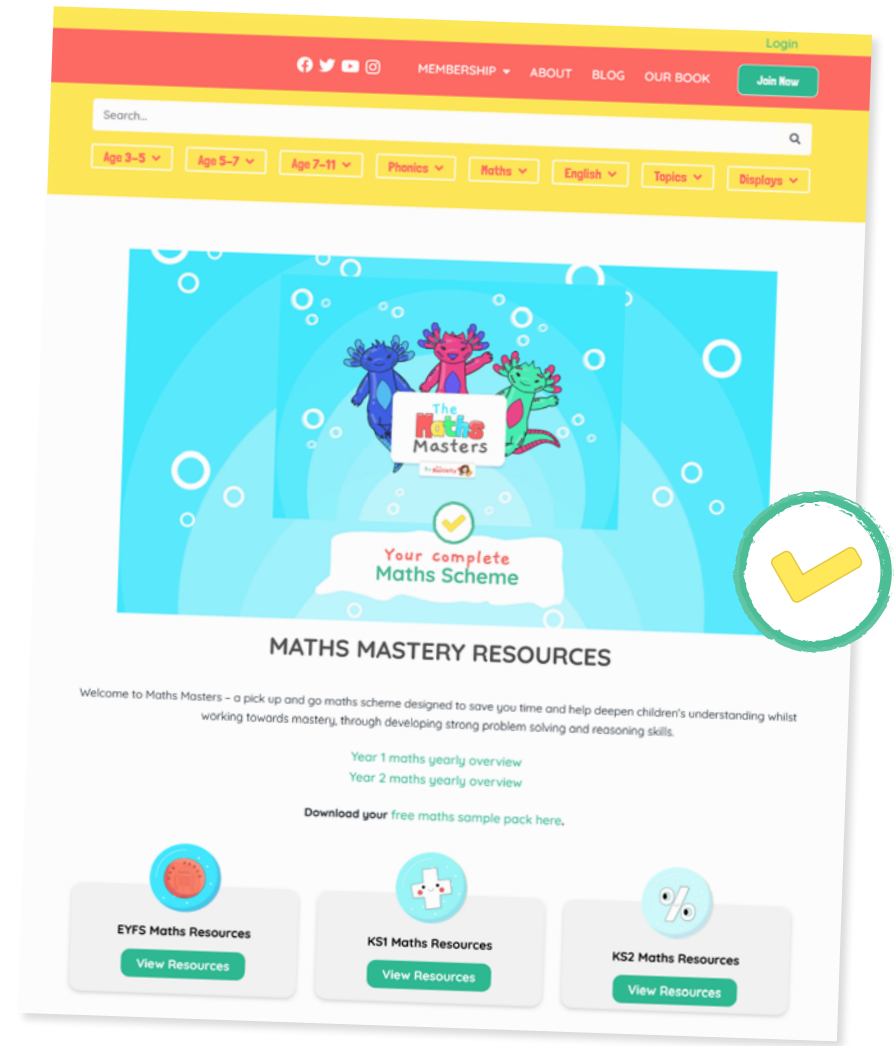 Login
MEMBERSHIP ABOUT BLOG OUR BOOK Join Now
Search...
Age 3-5 Age 5-7 Age 7-11 Phonics Maths English Topics Displays
The
Maths
Masters
Your complete
Maths Scheme
MATHS MASTERY RESOURCES
Welcome to Maths Masters – a pick up and go maths scheme designed to save you time and help deepen children's understanding whilst
working towards mastery, through developing strong problem solving and reasoning skills.
Year 1 maths yearly overview
Year 2 maths yearly overview
Download your free maths sample pack here.
%
EYFS Maths Resources KS1 Maths Resources KS2 Maths Resources
View Resources View Resources View Resources